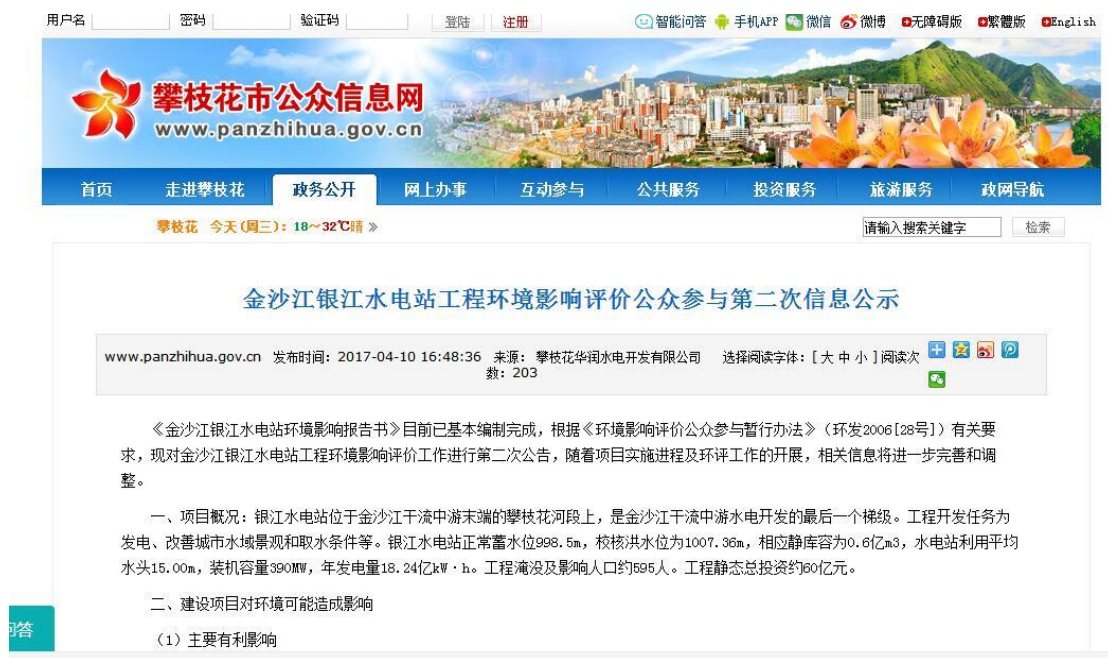 用户名 密码 验证码 登陆 注册 智能问答 手机APP 微信 微博 无障碍版 繁體版 English
攀枝花市公众信息网
www.panzhihua.gov.cn
首页 走进攀枝花 政务公开 网上办事 互动参与 公共服务 投资服务 旅游服务 政网导航
攀枝花 今天(周三): 18～32℃晴 » 请输入搜索关键字 检索
金沙江银江水电站工程环境影响评价公众参与第二次信息公示
www.panzhihua.gov.cn 发布时间: 2017-04-10 16:48:36 来源: 攀枝花华润水电开发有限公司 选择阅读字体: [ 大 中 小 ] 阅读次
数: 203
《金沙江银江水电站环境影响报告书》目前已基本编制完成，根据《环境影响评价公众参与暂行办法》（环发2006[28号]）有关要
求，现对金沙江银江水电站工程环境影响评价工作进行第二次公告，随着项目实施进程及环评工作的开展，相关信息将进一步完善和调
整。
一、项目概况：银江水电站位于金沙江干流中游末端的攀枝花河段上，是金沙江干流中游水电开发的最后一个梯级。工程开发任务为
发电、改善城市水域景观和取水条件等。银江水电站正常蓄水位998.5m，校核洪水位为1007.36m，相应静库容为0.6亿m3，水电站利用平均
水头15.00m，装机容量390MW，年发电量18.24亿kW·h。工程淹没及影响人口约595人。工程静态总投资约60亿元。
二、建设项目对环境可能造成影响
（1）主要有利影响
问答